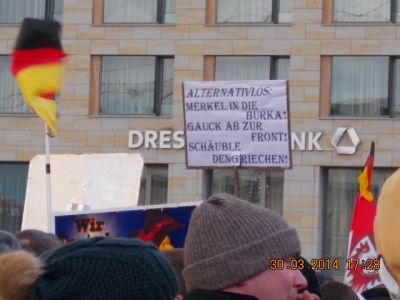 ALTERNATIVLOS:
MERKEL IN DIE
BURKA!
GAUCK AB ZUR
FRONT!
SCHÄUBLE
DEN GRIECHEN!
DRES
NK
Wir
30.03.2014 17:28